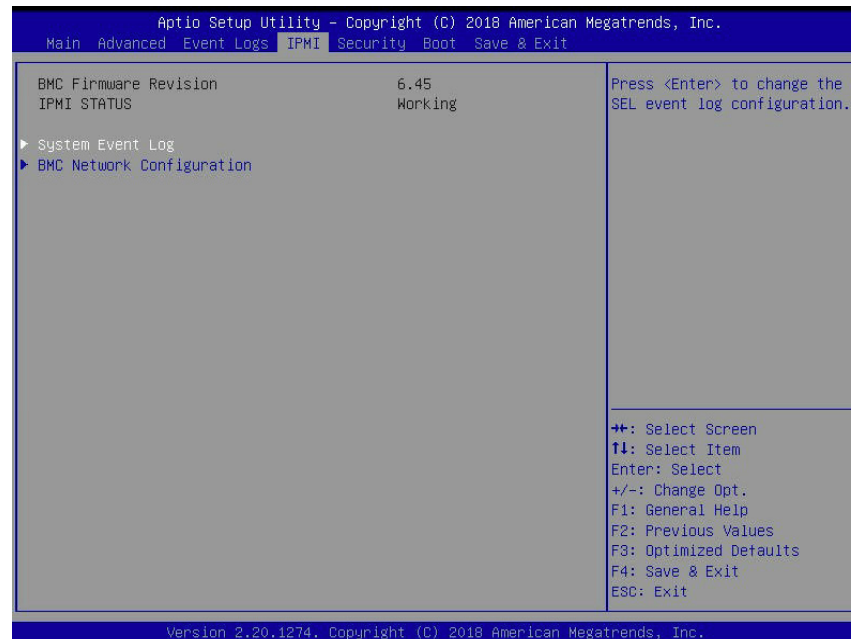 Aptio Setup Utility – Copyright (C) 2018 American Megatrends, Inc.
Main Advanced Event Logs IPMI Security Boot Save & Exit
BMC Firmware Revision 6.45
IPMI STATUS Working
System Event Log
BMC Network Configuration
Press <Enter> to change the
SEL event log configuration.
→←: Select Screen
↑↓: Select Item
Enter: Select
+/-: Change Opt.
F1: General Help
F2: Previous Values
F3: Optimized Defaults
F4: Save & Exit
ESC: Exit
Version 2.20.1274. Copyright (C) 2018 American Megatrends, Inc.